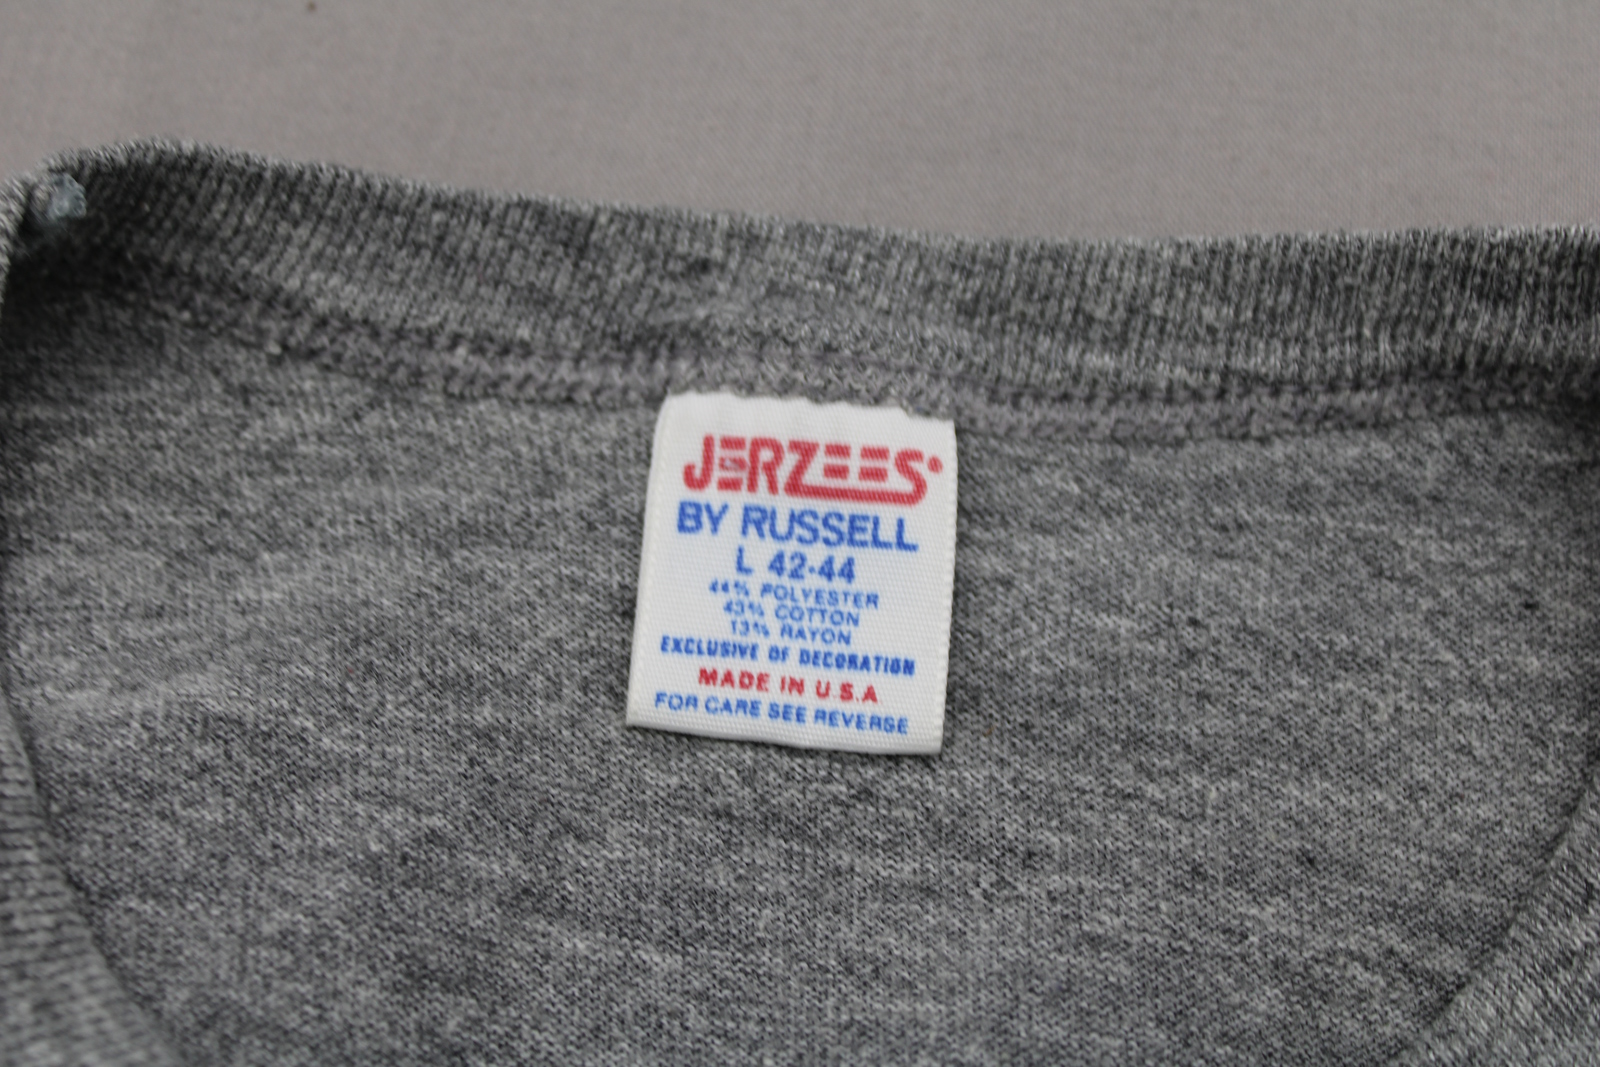 JERZEES
BY RUSSELL
L 42-44
44% POLYESTER
43% COTTON
13% RAYON
EXCLUSIVE OF DECORATION
MADE IN U.S.A
FOR CARE SEE REVERSE